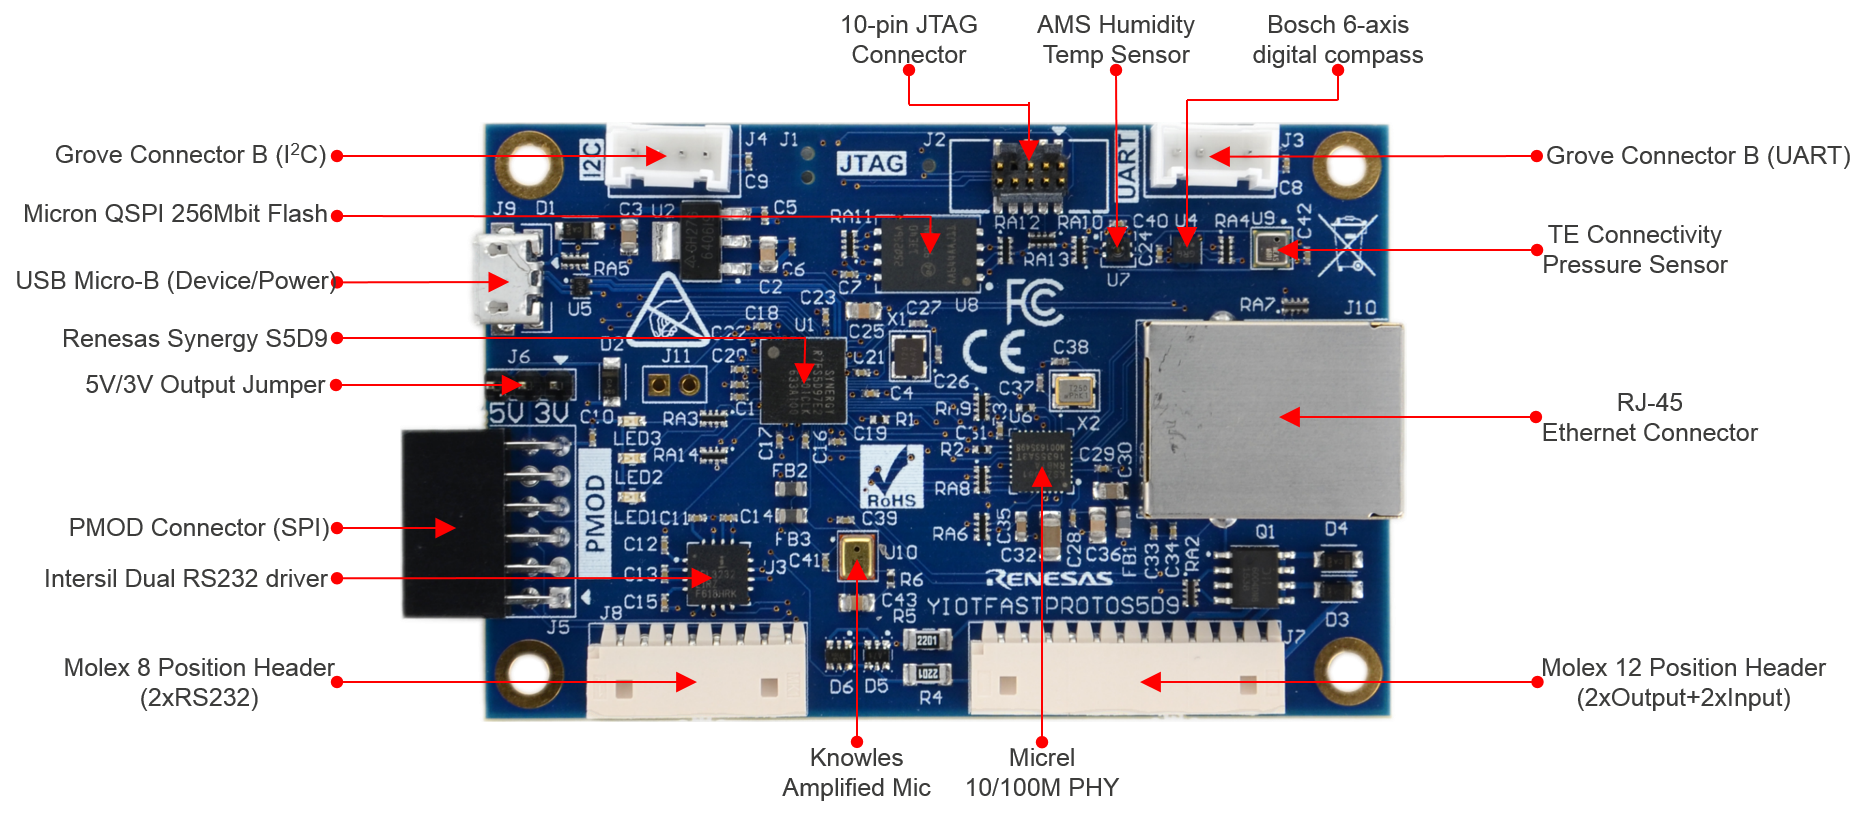 10-pin JTAG
Connector
AMS Humidity
Temp Sensor
Bosch 6-axis
digital compass
Grove Connector B (I²C)
Micron QSPI 256Mbit Flash
USB Micro-B (Device/Power)
Renesas Synergy S5D9
5V/3V Output Jumper
PMOD Connector (SPI)
Intersil Dual RS232 driver
Molex 8 Position Header
(2xRS232)
Grove Connector B (UART)
TE Connectivity
Pressure Sensor
RJ-45
Ethernet Connector
Molex 12 Position Header
(2xOutput+2xInput)
Knowles
Amplified Mic
Micrel
10/100M PHY
I2C
J4
J1
J2
JTAG
UART
J3
C9
C8
J9
D1
C3
U2
C5
RA11
RA12
RA10
C40
U4
RA4
U9
C42
RA5
C6
C2
C7
RA13
C24
U7
U5
C23
U8
RA7
J10
FC
CE
C18
U1
C25
X1
C27
C22
J6
D2
J11
C20
C21
C38
C26
C37
C4
5V 3V
C10
C1
RA3
R1
U6
X2
SYNERGY
LED3
C17
C16
C19
C31
R2
C29
C30
RA14
LED2
FB2
RoHS
RA8
PMOD
LED1
C11
C14
C39
C35
RA6
Q1
D4
C12
FB3
C41
U10
C32
C28
C36
FB1
C33
C34
RA2
C13
J3
R6
RENESAS
C15
C43
R5
YIOTFASTPROTOS5D9
D3
J5
J8
J7
2201
2201
D6
D5
R4